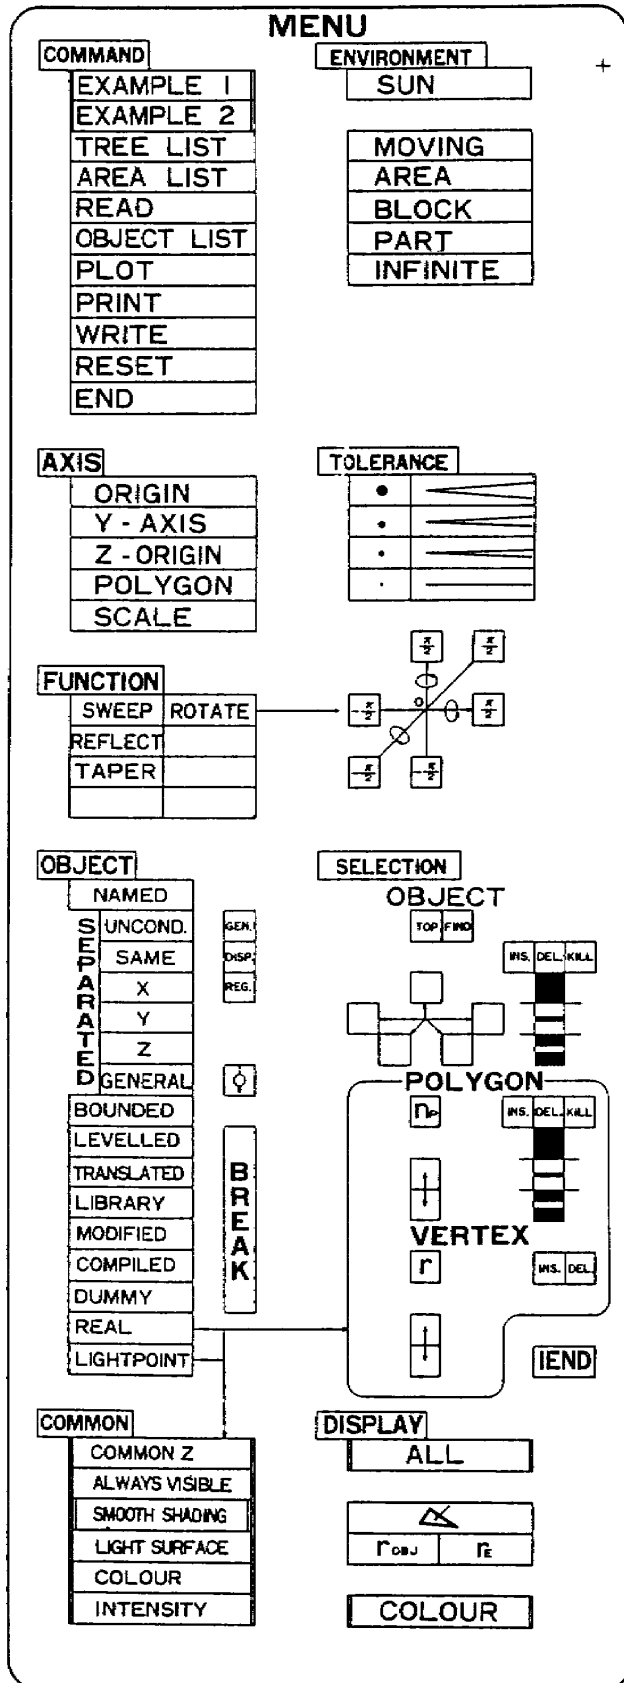 MENU
COMMAND
EXAMPLE 1
EXAMPLE 2
TREE LIST
AREA LIST
READ
OBJECT LIST
PLOT
PRINT
WRITE
RESET
END
ENVIRONMENT
SUN
MOVING
AREA
BLOCK
PART
INFINITE
AXIS
ORIGIN
Y-AXIS
Z-ORIGIN
POLYGON
SCALE
TOLERANCE
FUNCTION
SWEEP ROTATE
REFLECT
TAPER
π/2 π/2
-π/2 0 π/2
-π/2 -π/2
OBJECT
NAMED
SEPARATED
UNCOND.
SAME
X
Y
Z
GENERAL
BOUNDED
LEVELLED
TRANSLATED
LIBRARY
MODIFIED
COMPILED
DUMMY
REAL
LIGHTPOINT
GEN.
DISP.
REG.
BREAK
SELECTION
OBJECT
TOP FIND
INS. DEL. KILL
POLYGON
nP INS. DEL. KILL
VERTEX
r INS. DEL.
IEND
COMMON
COMMON Z
ALWAYS VISIBLE
SMOOTH SHADING
LIGHT SURFACE
COLOUR
INTENSITY
DISPLAY
ALL
rOBJ rE
COLOUR